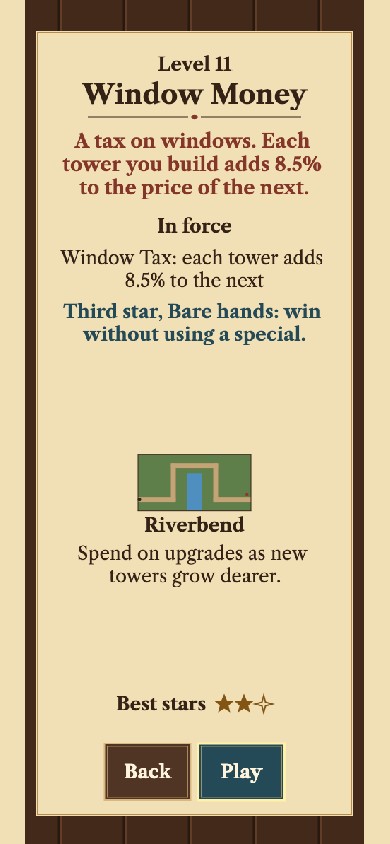 Level 11
Window Money
A tax on windows. Each
tower you build adds 8.5%
to the price of the next.
In force
Window Tax: each tower adds
8.5% to the next
Third star, Bare hands: win
without using a special.
Riverbend
Spend on upgrades as new
towers grow dearer.
Best stars
Back
Play